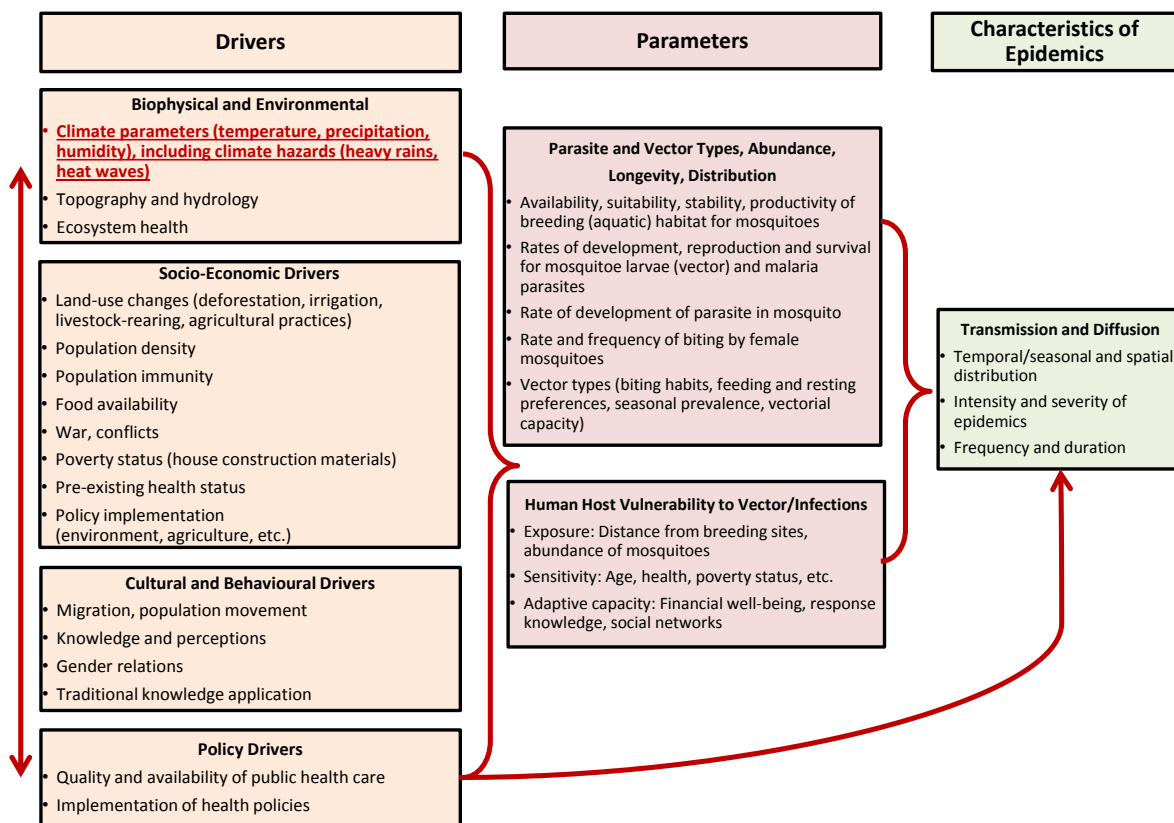 Drivers
Biophysical and Environmental
• Climate parameters (temperature, precipitation,
humidity), including climate hazards (heavy rains,
heat waves)
• Topography and hydrology
• Ecosystem health
Socio-Economic Drivers
• Land-use changes (deforestation, irrigation,
livestock-rearing, agricultural practices)
• Population density
• Population immunity
• Food availability
• War, conflicts
• Poverty status (house construction materials)
• Pre-existing health status
• Policy implementation
(environment, agriculture, etc.)
Cultural and Behavioural Drivers
• Migration, population movement
• Knowledge and perceptions
• Gender relations
• Traditional knowledge application
Policy Drivers
• Quality and availability of public health care
• Implementation of health policies
Parameters
Parasite and Vector Types, Abundance,
Longevity, Distribution
• Availability, suitability, stability, productivity of
breeding (aquatic) habitat for mosquitoes
• Rates of development, reproduction and survival
for mosquitoe larvae (vector) and malaria
parasites
• Rate of development of parasite in mosquito
• Rate and frequency of biting by female
mosquitoes
• Vector types (biting habits, feeding and resting
preferences, seasonal prevalence, vectorial
capacity)
Human Host Vulnerability to Vector/Infections
• Exposure: Distance from breeding sites,
abundance of mosquitoes
• Sensitivity: Age, health, poverty status, etc.
• Adaptive capacity: Financial well-being, response
knowledge, social networks
Characteristics of
Epidemics
Transmission and Diffusion
• Temporal/seasonal and spatial
distribution
• Intensity and severity of
epidemics
• Frequency and duration